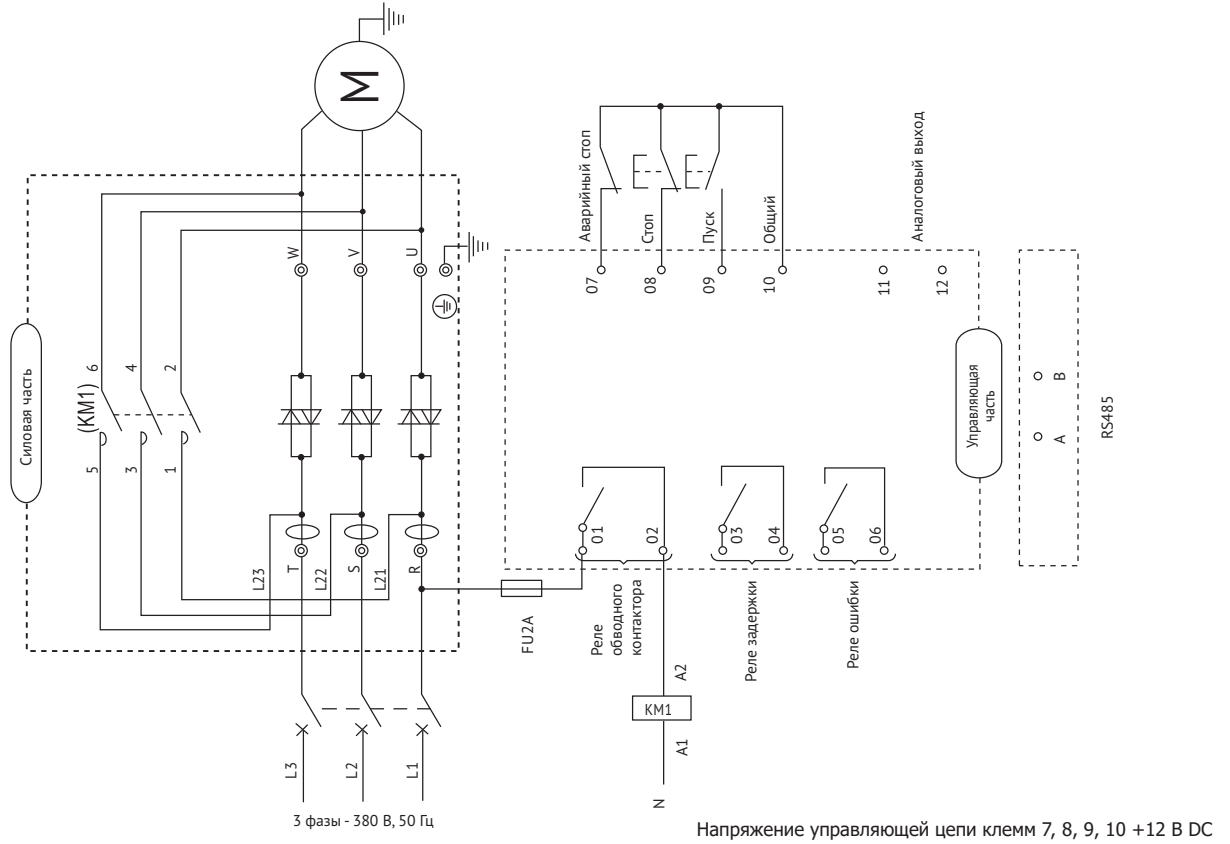 Силовая часть
(KM1)
5
6
3
4
1
2
L23
L22
L21
T
S
R
W
V
U
M
L3
L2
L1
3 фазы - 380 В, 50 Гц
FU2A
Реле
обводного
контактора
01
02
A2
KM1
A1
N
Реле задержки
03
04
Реле ошибки
05
06
Аварийный стоп
07
Стоп
08
Пуск
09
Общий
10
Аналоговый выход
11
12
Управляющая
часть
A
B
RS485
Напряжение управляющей цепи клемм 7, 8, 9, 10 +12 В DC